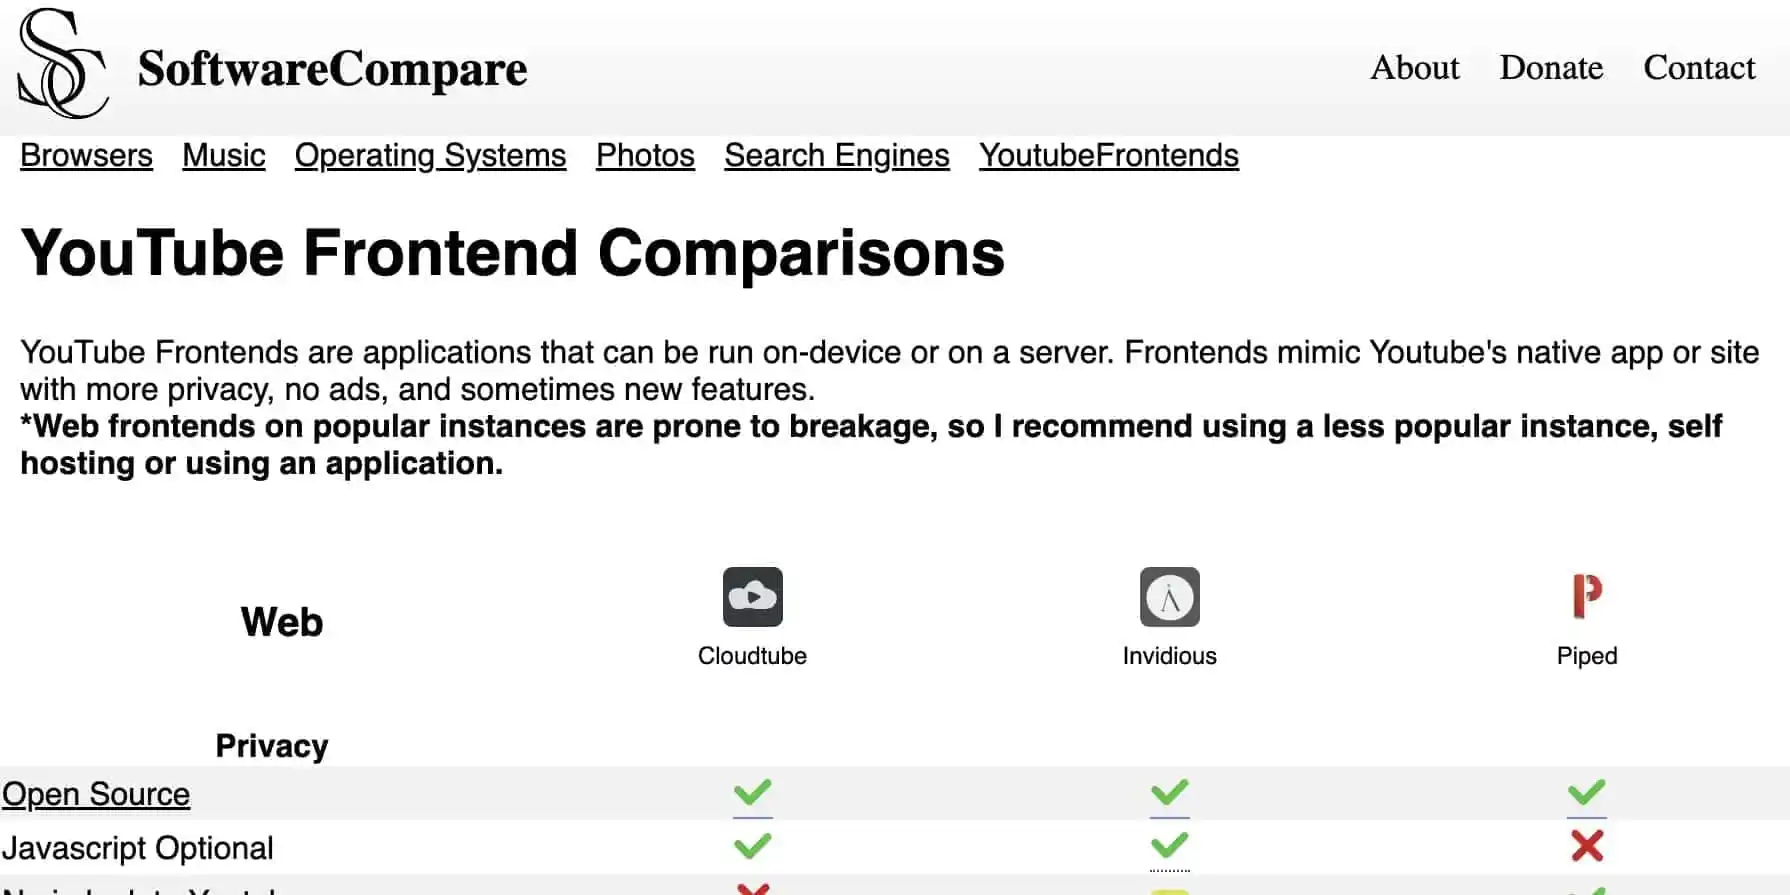 SC SoftwareCompare
About Donate Contact
Browsers Music Operating Systems Photos Search Engines YoutubeFrontends
YouTube Frontend Comparisons
YouTube Frontends are applications that can be run on-device or on a server. Frontends mimic Youtube's native app or site
with more privacy, no ads, and sometimes new features.
*Web frontends on popular instances are prone to breakage, so I recommend using a less popular instance, self
hosting or using an application.
Web
Cloudtube Invidious Piped
Privacy
Open Source
Javascript Optional